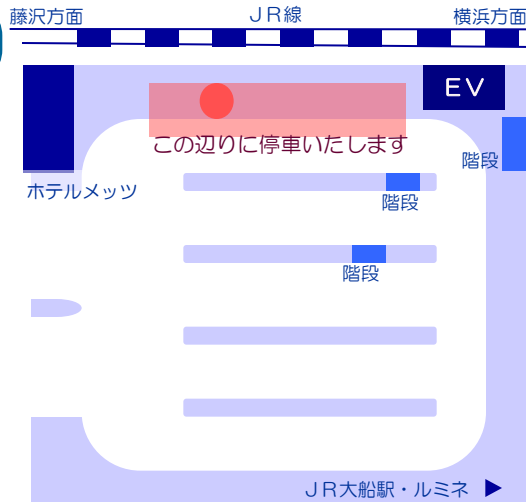 藤沢方面
JR線
横浜方面
EV
この辺りに停車いたします
階段
ホテルメッツ
階段
階段
JR大船駅・ルミネ ▶